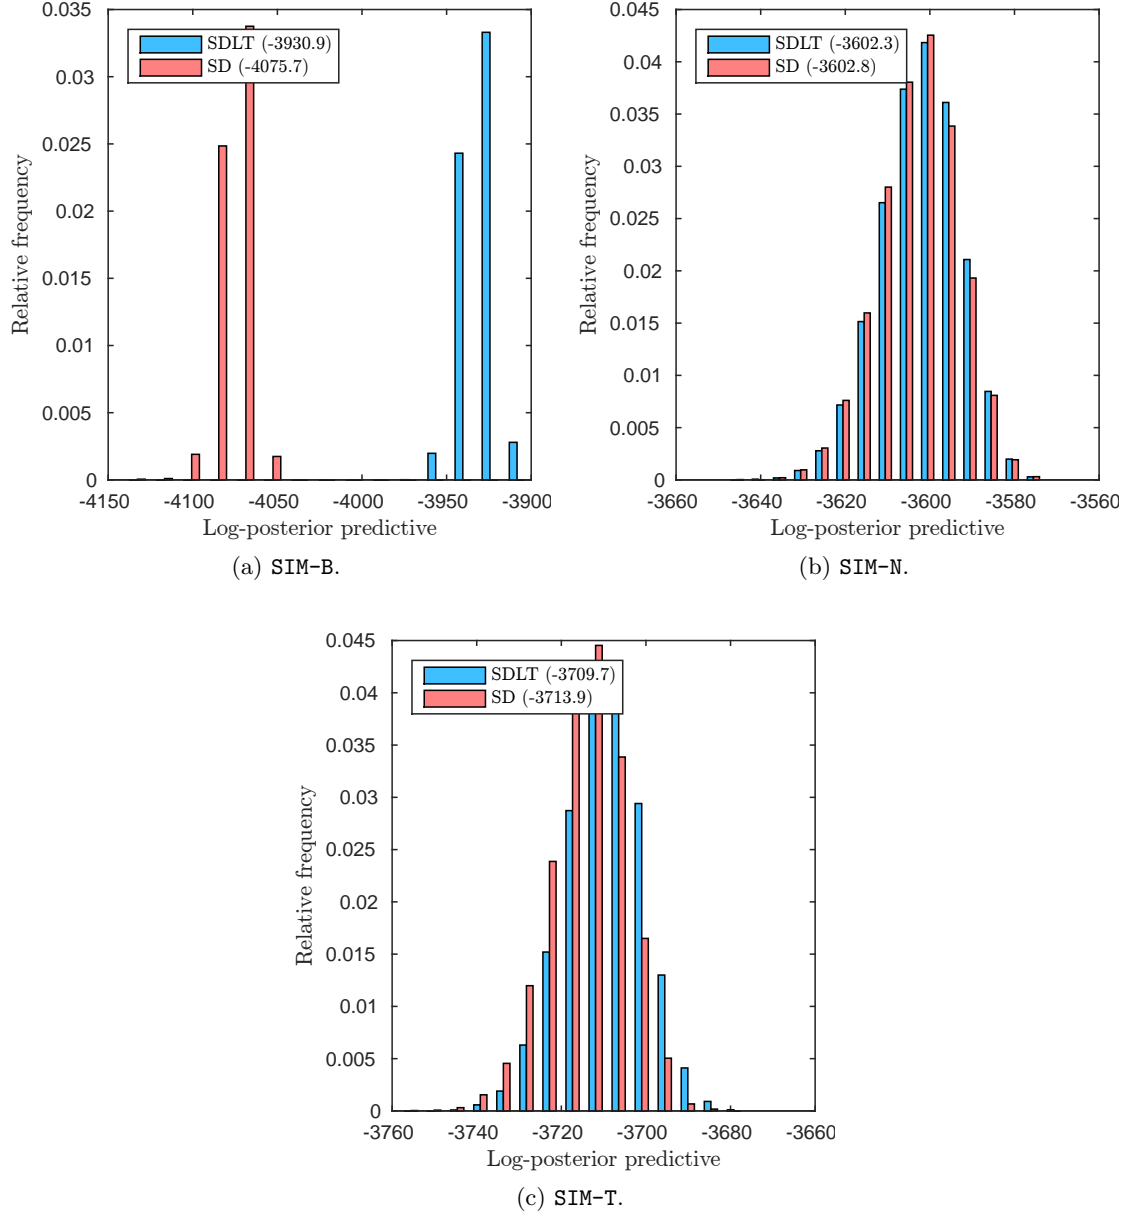 0.035
0.03
0.025
0.02
0.015
0.01
0.005
0
Relative frequency
SDLT (-3930.9)
SD (-4075.7)
-4150 -4100 -4050 -4000 -3950 -3900
Log-posterior predictive
(a) SIM-B.
0.045
0.04
0.035
0.03
0.025
0.02
0.015
0.01
0.005
0
Relative frequency
SDLT (-3602.3)
SD (-3602.8)
-3660 -3640 -3620 -3600 -3580 -3560
Log-posterior predictive
(b) SIM-N.
0.045
0.04
0.035
0.03
0.025
0.02
0.015
0.01
0.005
0
Relative frequency
SDLT (-3709.7)
SD (-3713.9)
-3760 -3740 -3720 -3700 -3680 -3660
Log-posterior predictive
(c) SIM-T.